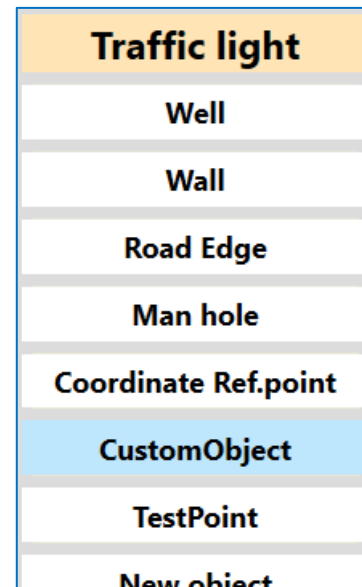 Traffic light
Well
Wall
Road Edge
Man hole
Coordinate Ref.point
CustomObject
TestPoint
New object